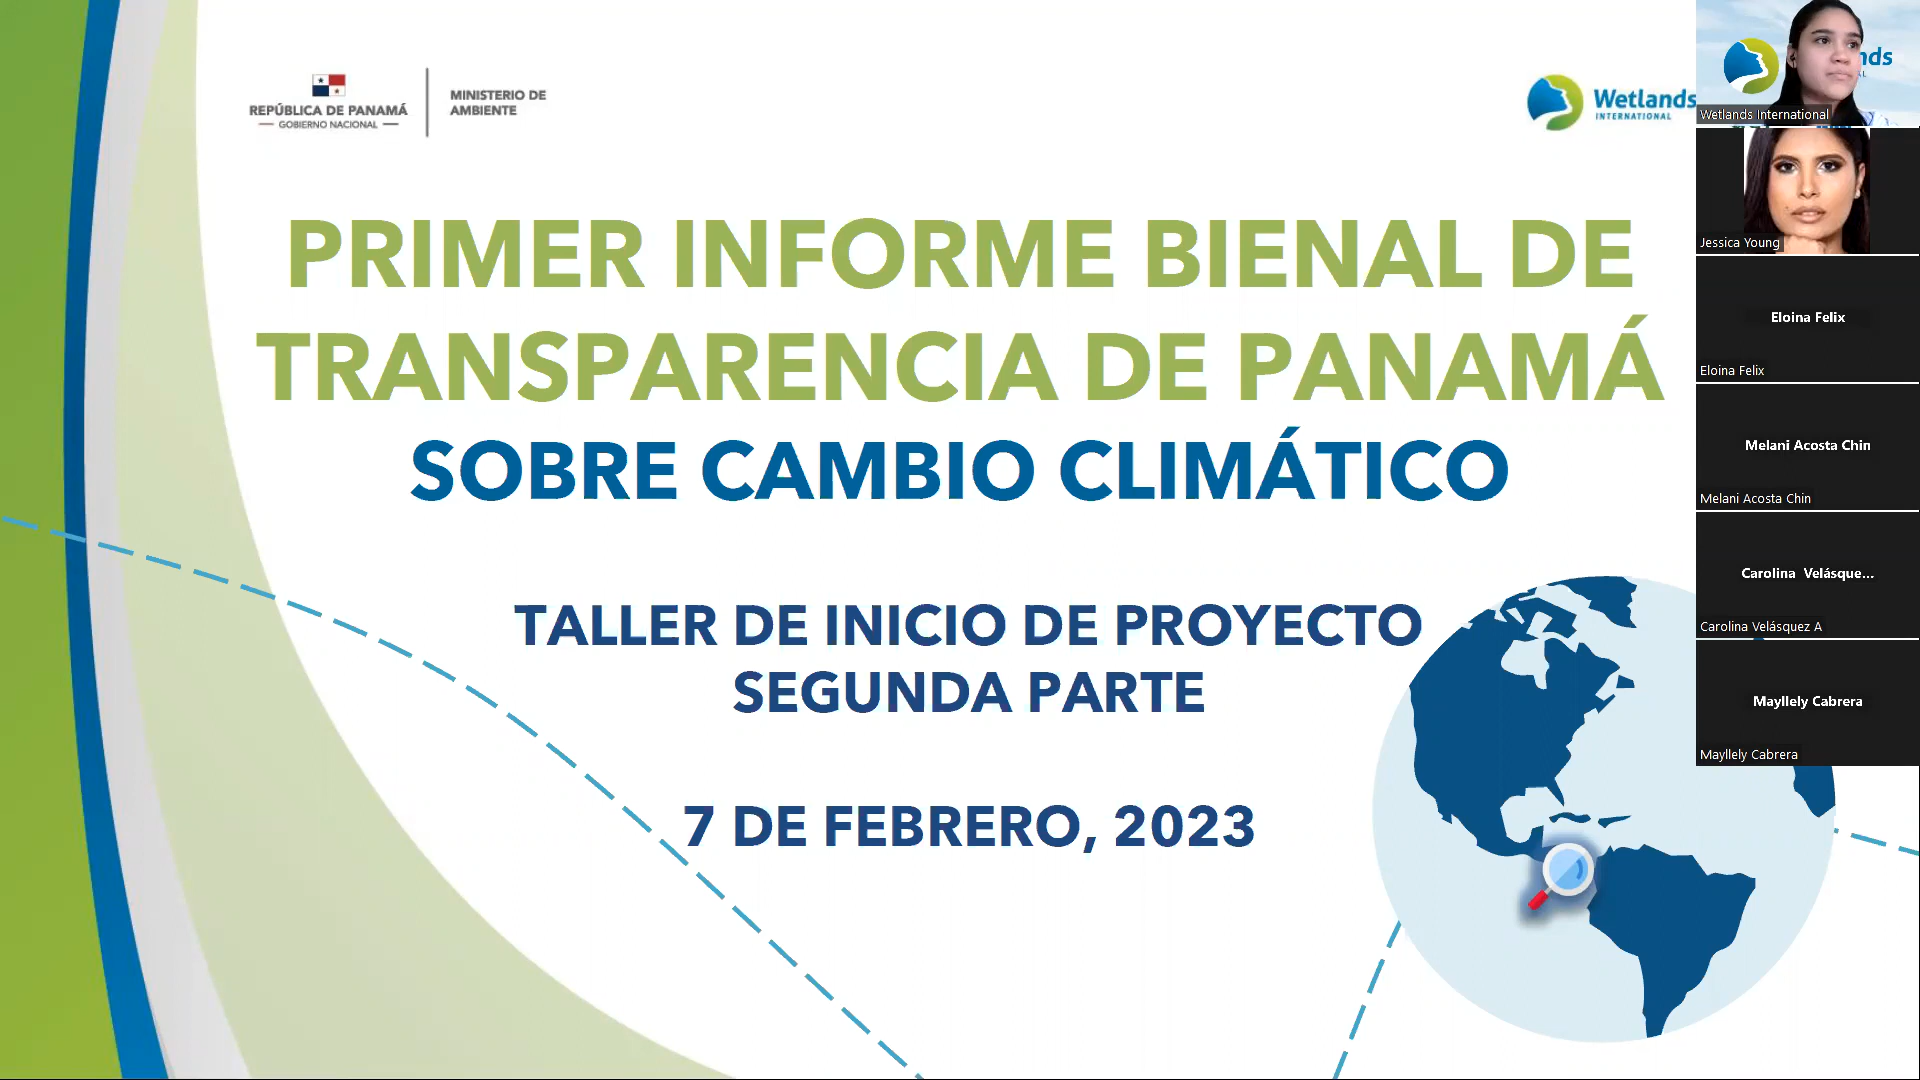 REPÚBLICA DE PANAMÁ
GOBIERNO NACIONAL
MINISTERIO DE
AMBIENTE
Wetlands
INTERNATIONAL
PRIMER INFORME BIENAL DE
TRANSPARENCIA DE PANAMÁ
SOBRE CAMBIO CLIMÁTICO
TALLER DE INICIO DE PROYECTO
SEGUNDA PARTE
7 DE FEBRERO, 2023
Wetlands International
Jessica Young
Eloina Felix
Eloina Felix
Melani Acosta Chin
Melani Acosta Chin
Carolina Velásque...
Carolina Velásquez A
Mayllely Cabrera
Mayllely Cabrera